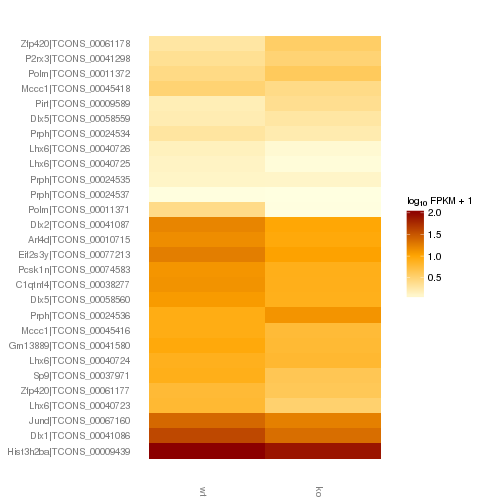 Zfp420|TCONS_00061178
P2rx3|TCONS_00041298
Polm|TCONS_00011372
Mccc1|TCONS_00045418
Pirt|TCONS_00009589
Dlx5|TCONS_00058559
Prph|TCONS_00024534
Lhx6|TCONS_00040726
Lhx6|TCONS_00040725
Prph|TCONS_00024535
Prph|TCONS_00024537
Polm|TCONS_00011371
Dlx2|TCONS_00041087
Arl4d|TCONS_00010715
Eif2s3y|TCONS_00077213
Pcsk1n|TCONS_00074583
C1qtnf4|TCONS_00038277
Dlx5|TCONS_00058560
Prph|TCONS_00024536
Mccc1|TCONS_00045416
Gm13889|TCONS_00041580
Lhx6|TCONS_00040724
Sp9|TCONS_00037971
Zfp420|TCONS_00061177
Lhx6|TCONS_00040723
Jund|TCONS_00067160
Dlx1|TCONS_00041086
Hist3h2ba|TCONS_00009439
wt
ko
log10 FPKM + 1
2.0
1.5
1.0
0.5